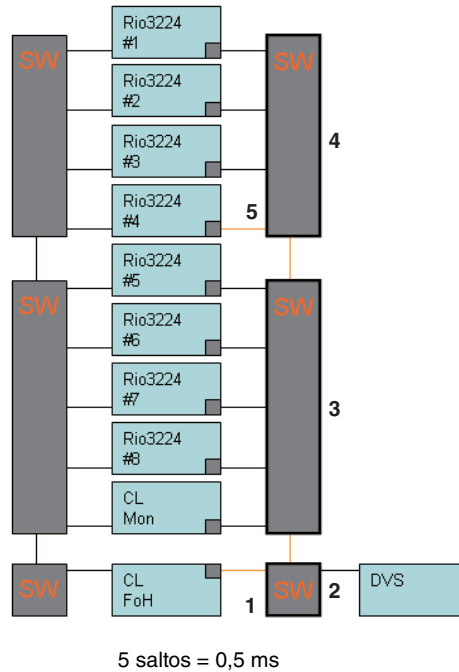 SW
Rio3224
#1
SW
Rio3224
#2
Rio3224
#3
4
Rio3224
#4
5
SW
Rio3224
#5
SW
Rio3224
#6
Rio3224
#7
3
Rio3224
#8
CL
Mon
SW
CL
FoH
1
SW
2
DVS
5 saltos = 0,5 ms